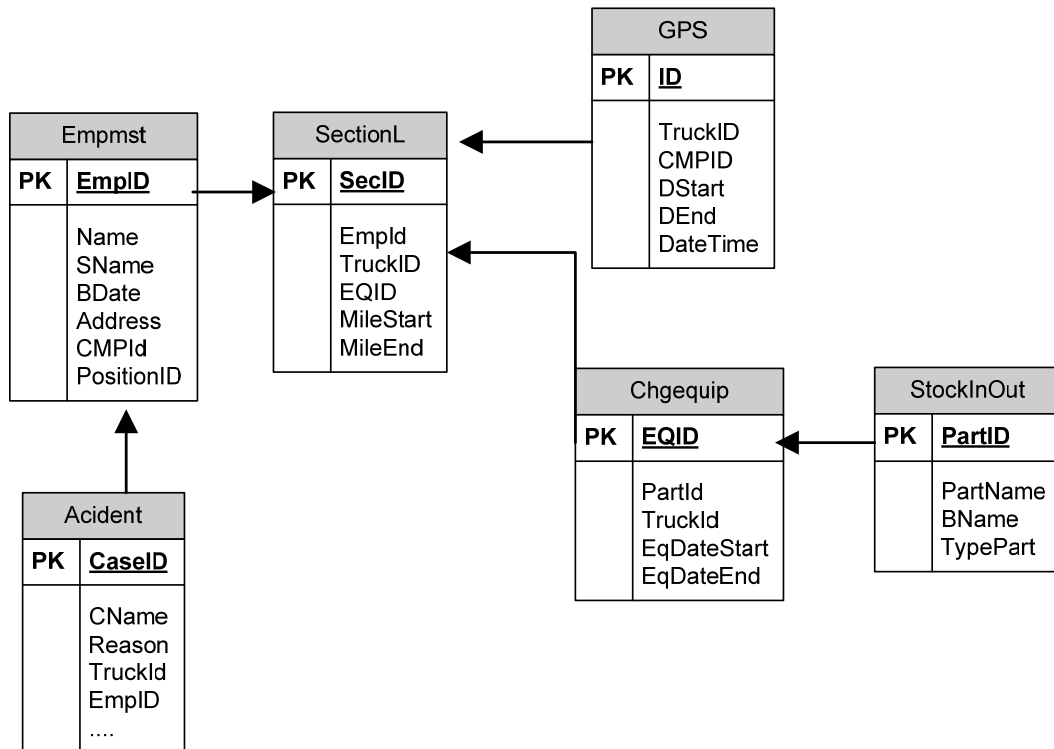 GPS
PK ID
TruckID
CMPID
DStart
DEnd
DateTime
Empmst
PK EmpID
Name
SName
BDate
Address
CMPId
PositionID
SectionL
PK SecID
EmpId
TruckID
EQID
MileStart
MileEnd
Chgequip
PK EQID
PartId
TruckId
EqDateStart
EqDateEnd
StockInOut
PK PartID
PartName
BName
TypePart
Acident
PK CaseID
CName
Reason
TruckId
EmpID
....